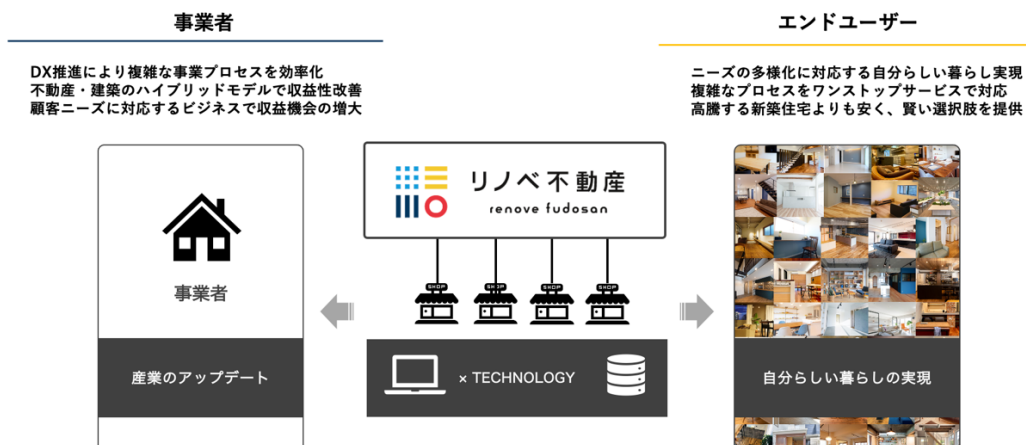 事業者
エンドユーザー
DX推進により複雑な事業プロセスを効率化
不動産・建築のハイブリッドモデルで収益性改善
顧客ニーズに対応するビジネスで収益機会の増大
ニーズの多様化に対応する自分らしい暮らし実現
複雑なプロセスをワンストップサービスで対応
高騰する新築住宅よりも安く、賢い選択肢を提供
リノベ不動産
renove fudosan
事業者
SHOP
SHOP
SHOP
SHOP
産業のアップデート
× TECHNOLOGY
自分らしい暮らしの実現